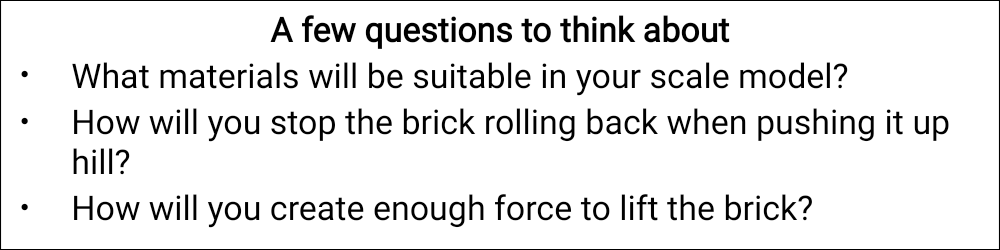 A few questions to think about
• What materials will be suitable in your scale model?
• How will you stop the brick rolling back when pushing it up
hill?
• How will you create enough force to lift the brick?